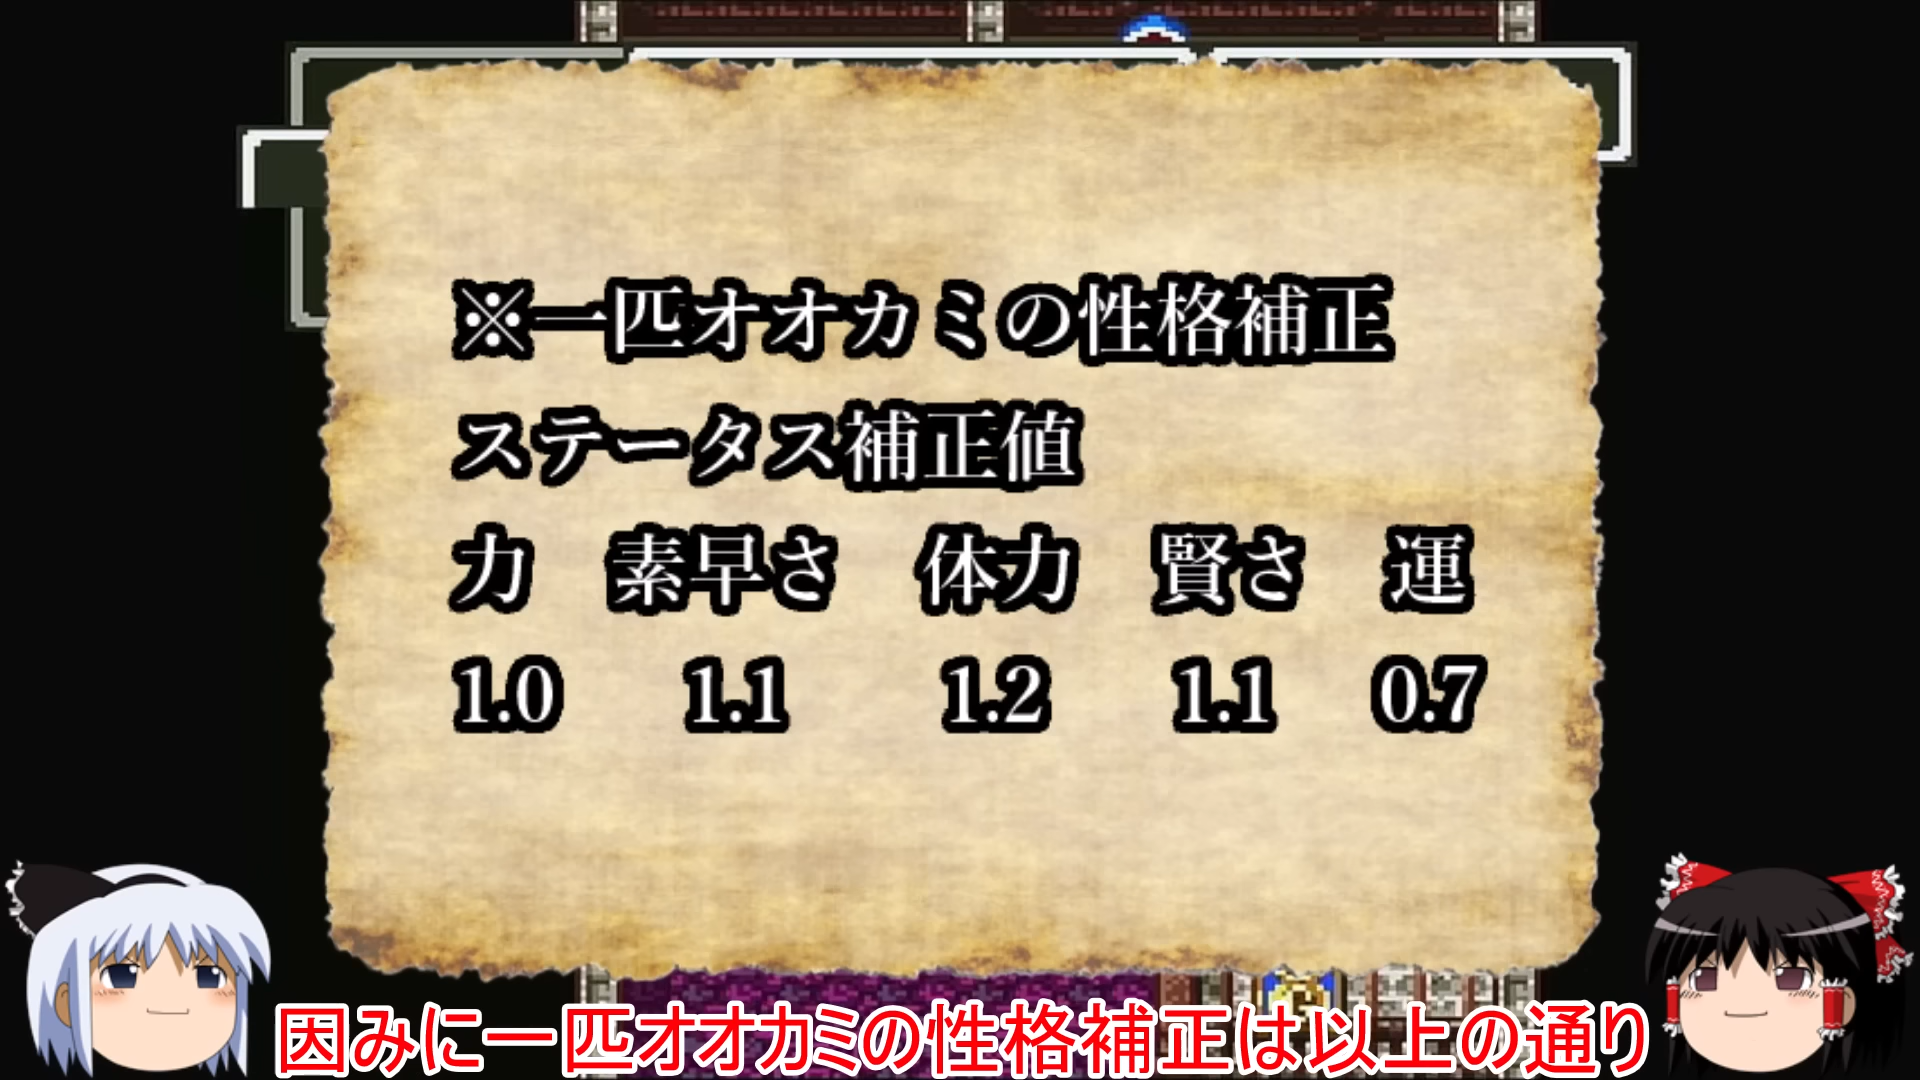 ※一匹オオカミの性格補正
ステータス補正値
力　素早さ　体力　賢さ　運
1.0　1.1　1.2　1.1　0.7
因みに一匹オオカミの性格補正は以上の通り